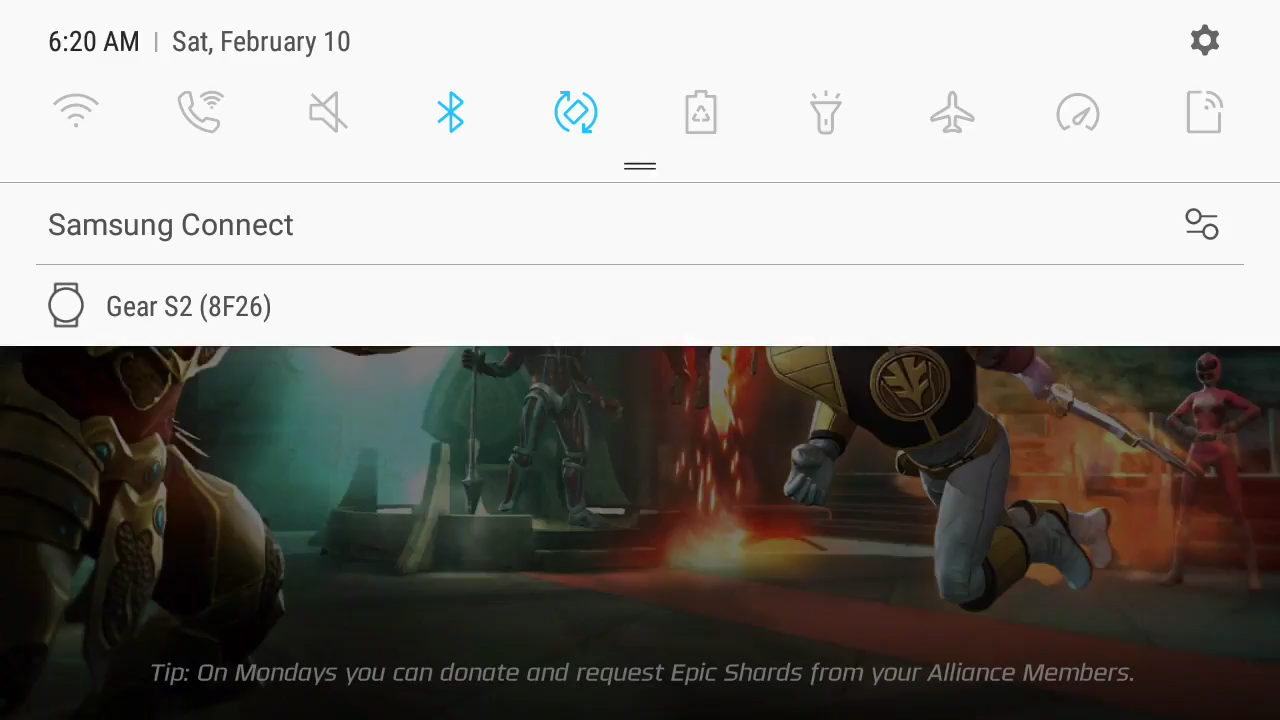 6:20 AM | Sat, February 10
Samsung Connect
Gear S2 (8F26)
Tip: On Mondays you can donate and request Epic Shards from your Alliance Members.